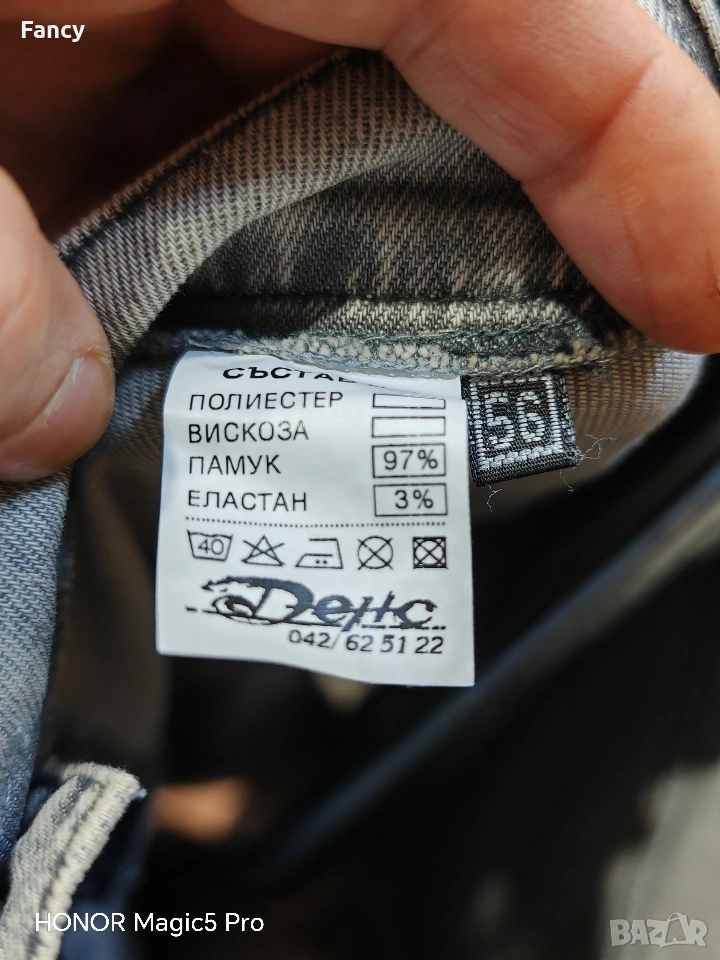 Fancy
СЪСТАВ
ПОЛИЕСТЕР
ВИСКОЗА
ПАМУК 97%
ЕЛАСТАН 3%
56
40
Денс
042/ 62 51 22
HONOR Magic5 Pro
BAZAR